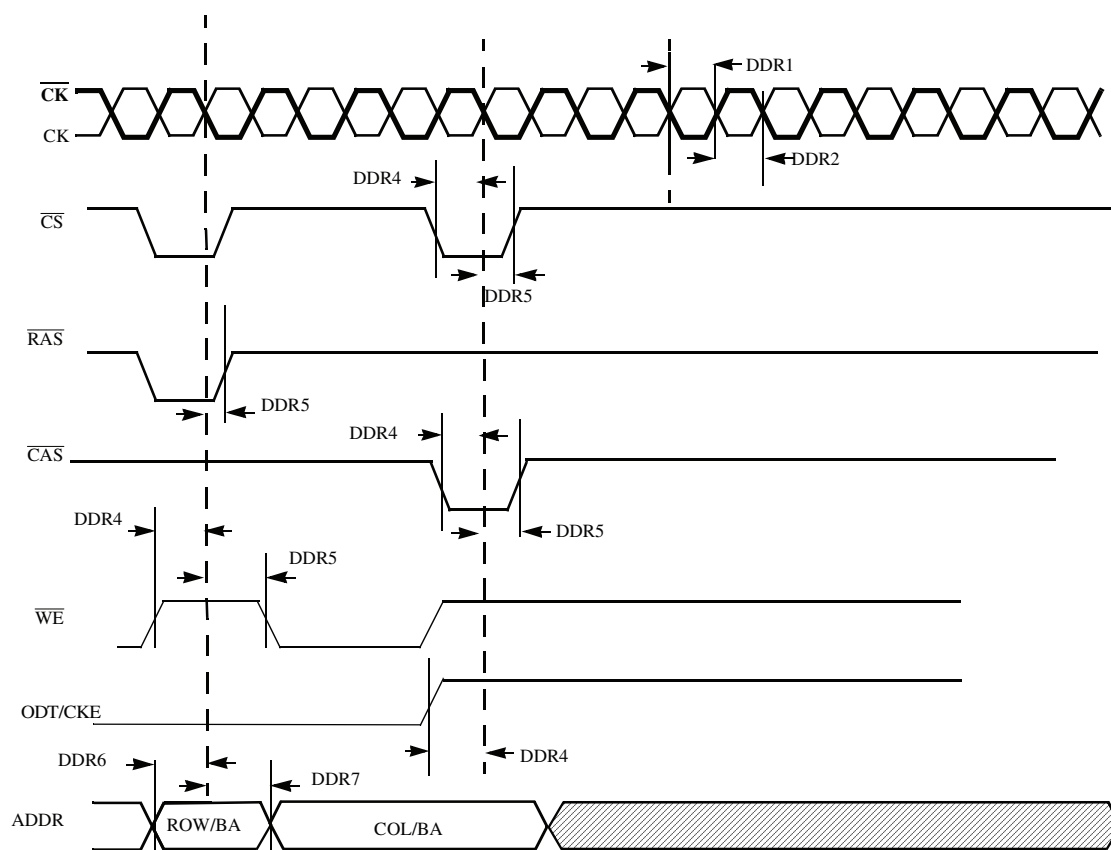 DDR1
CK
CK
DDR2
DDR4
CS
DDR5
RAS
DDR5
DDR4
CAS
DDR4
DDR5
DDR5
WE
ODT/CKE
DDR4
DDR6
DDR7
ADDR
ROW/BA
COL/BA